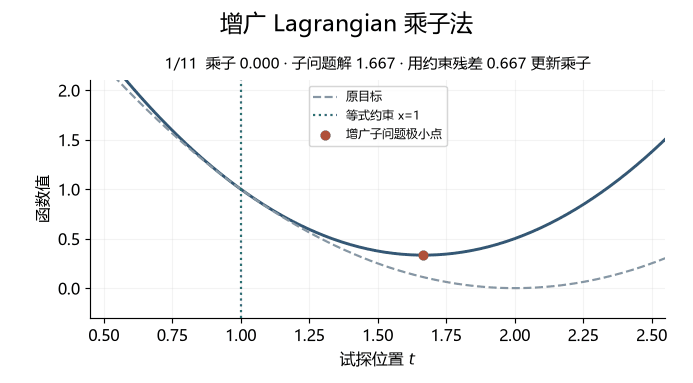 增广 Lagrangian 乘子法
1/11 乘子 0.000 · 子问题解 1.667 · 用约束残差 0.667 更新乘子
原目标
等式约束 x=1
增广子问题极小点
函数值
2.0
1.5
1.0
0.5
0.0
0.50 0.75 1.00 1.25 1.50 1.75 2.00 2.25 2.50
试探位置 t